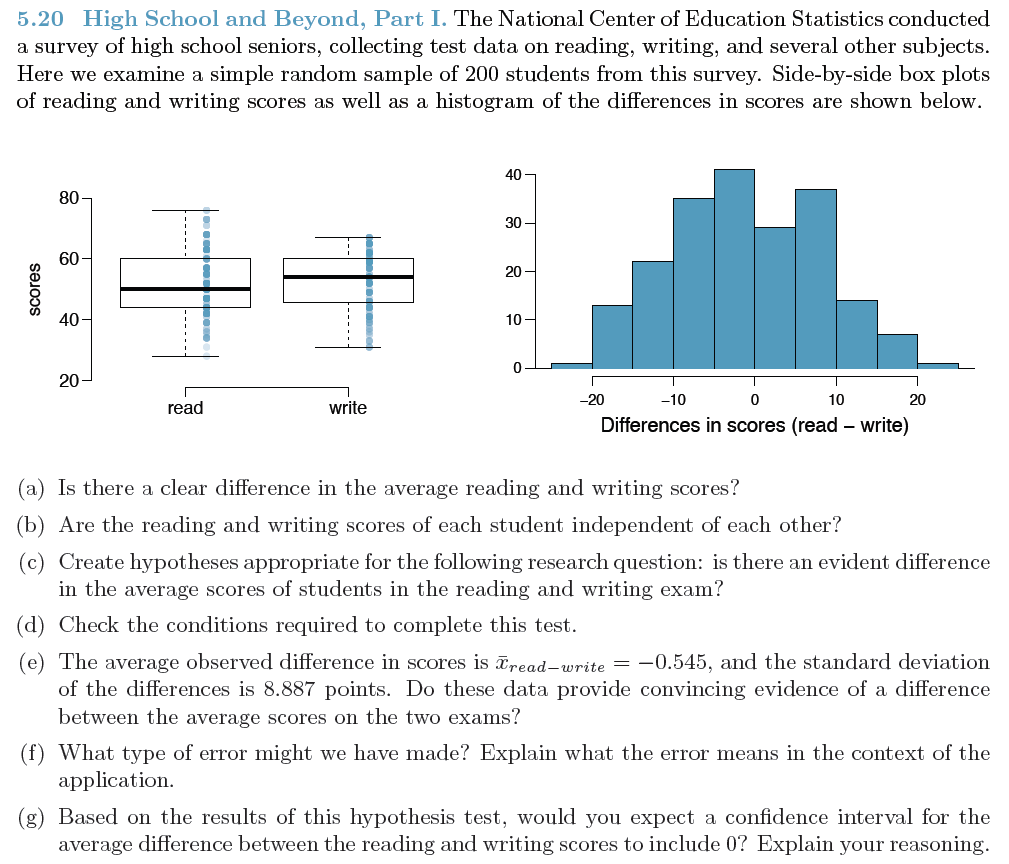 5.20 High School and Beyond, Part I. The National Center of Education Statistics conducted
a survey of high school seniors, collecting test data on reading, writing, and several other subjects.
Here we examine a simple random sample of 200 students from this survey. Side-by-side box plots
of reading and writing scores as well as a histogram of the differences in scores are shown below.
scores
80
60
40
20
read
write
40
30
20
10
0
−20
−10
0
10
20
Differences in scores (read − write)
(a) Is there a clear difference in the average reading and writing scores?
(b) Are the reading and writing scores of each student independent of each other?
(c) Create hypotheses appropriate for the following research question: is there an evident difference
in the average scores of students in the reading and writing exam?
(d) Check the conditions required to complete this test.
(e) The average observed difference in scores is x̄read−write = −0.545, and the standard deviation
of the differences is 8.887 points. Do these data provide convincing evidence of a difference
between the average scores on the two exams?
(f) What type of error might we have made? Explain what the error means in the context of the
application.
(g) Based on the results of this hypothesis test, would you expect a confidence interval for the
average difference between the reading and writing scores to include 0? Explain your reasoning.